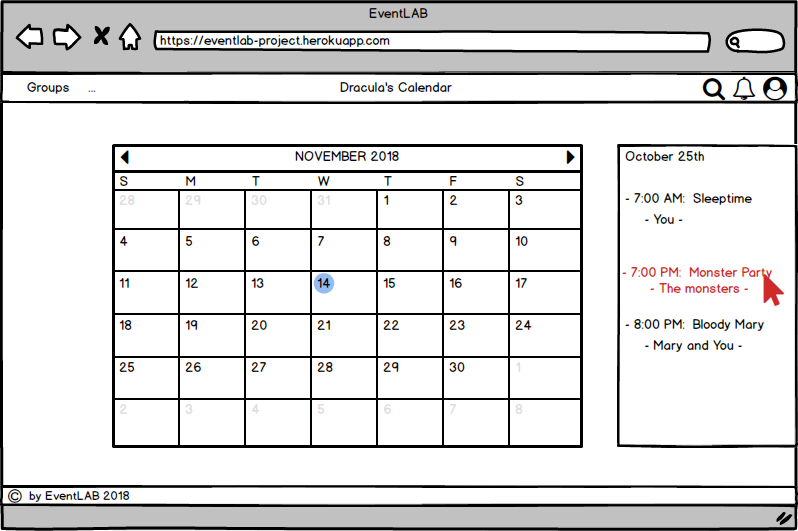 EventLAB
https://eventlab-project.herokuapp.com
Groups ... Dracula's Calendar
NOVEMBER 2018
S M T W T F S
28 29 30 31 1 2 3
4 5 6 7 8 9 10
11 12 13 14 15 16 17
18 19 20 21 22 23 24
25 26 27 28 29 30 1
2 3 4 5 6 7 8
October 25th
- 7:00 AM: Sleeptime
- You -
- 7:00 PM: Monster Party
- The monsters -
- 8:00 PM: Bloody Mary
- Mary and You -
© by EventLAB 2018